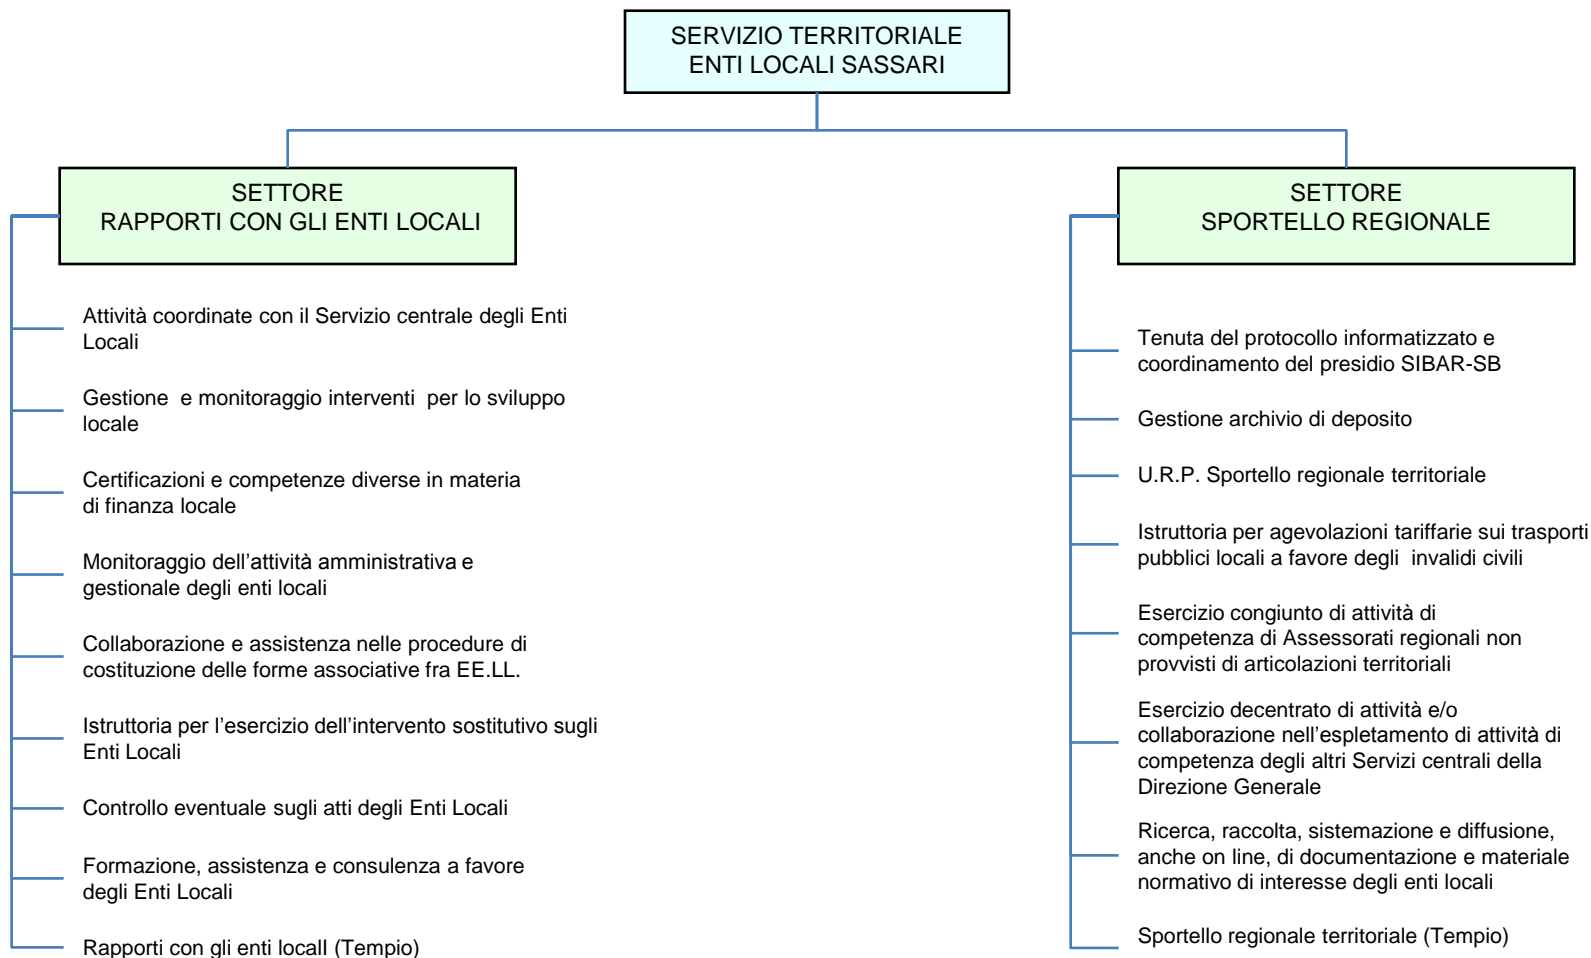 SERVIZIO TERRITORIALE
ENTI LOCALI SASSARI
SETTORE
RAPPORTI CON GLI ENTI LOCALI
Attività coordinate con il Servizio centrale degli Enti
Locali
Gestione e monitoraggio interventi per lo sviluppo
locale
Certificazioni e competenze diverse in materia
di finanza locale
Monitoraggio dell’attività amministrativa e
gestionale degli enti locali
Collaborazione e assistenza nelle procedure di
costituzione delle forme associative fra EE.LL.
Istruttoria per l’esercizio dell’intervento sostitutivo sugli
Enti Locali
Controllo eventuale sugli atti degli Enti Locali
Formazione, assistenza e consulenza a favore
degli Enti Locali
Rapporti con gli enti localI (Tempio)
SETTORE
SPORTELLO REGIONALE
Tenuta del protocollo informatizzato e
coordinamento del presidio SIBAR-SB
Gestione archivio di deposito
U.R.P. Sportello regionale territoriale
Istruttoria per agevolazioni tariffarie sui trasporti
pubblici locali a favore degli invalidi civili
Esercizio congiunto di attività di
competenza di Assessorati regionali non
provvisti di articolazioni territoriali
Esercizio decentrato di attività e/o
collaborazione nell’espletamento di attività di
competenza degli altri Servizi centrali della
Direzione Generale
Ricerca, raccolta, sistemazione e diffusione,
anche on line, di documentazione e materiale
normativo di interesse degli enti locali
Sportello regionale territoriale (Tempio)